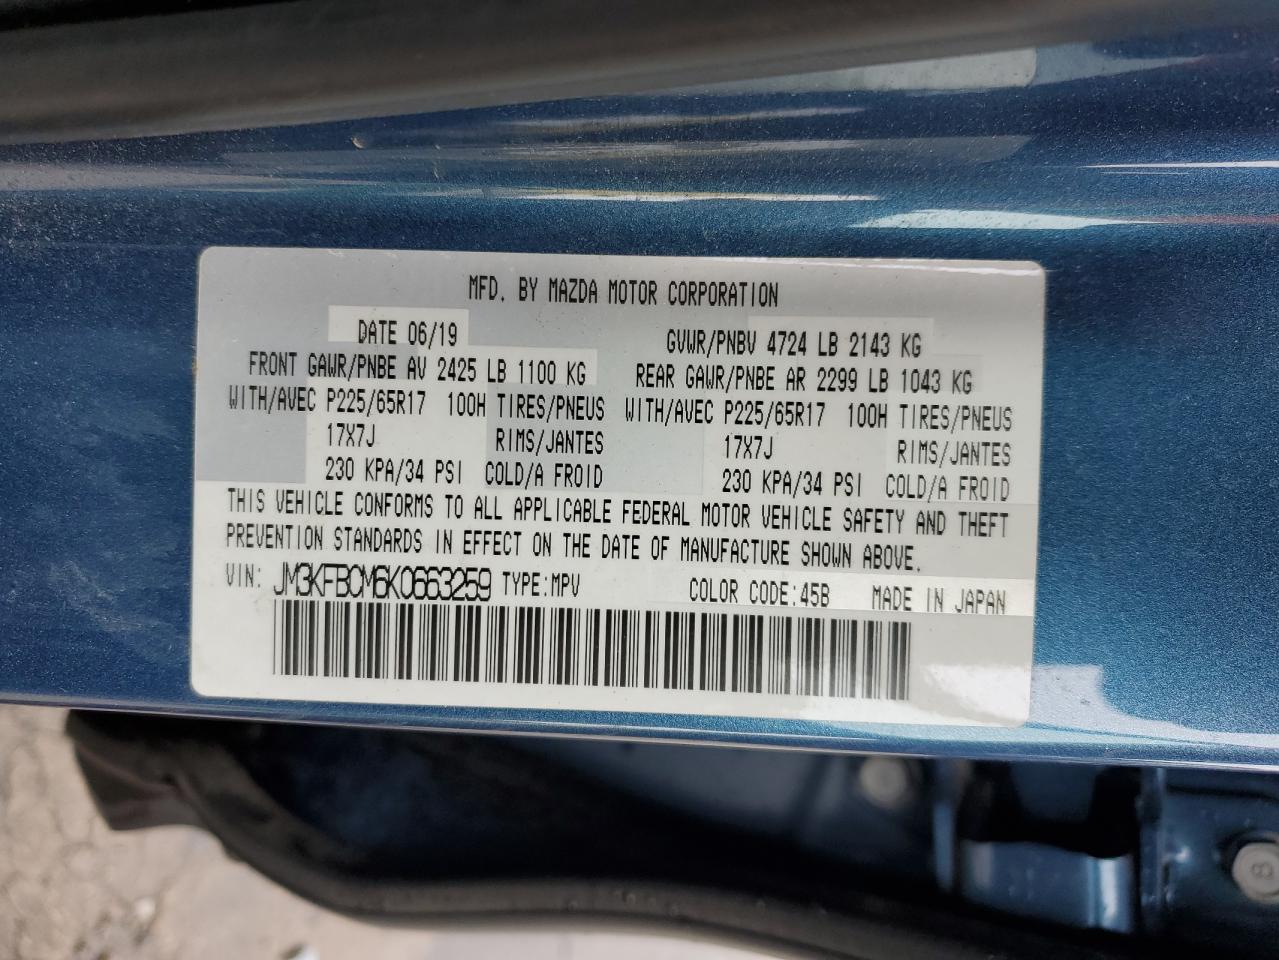 MFD. BY MAZDA MOTOR CORPORATION
DATE 06/19 GVWR/PNBV 4724 LB 2143 KG
FRONT GAWR/PNBE AV 2425 LB 1100 KG REAR GAWR/PNBE AR 2299 LB 1043 KG
WITH/AVEC P225/65R17 100H TIRES/PNEUS WITH/AVEC P225/65R17 100H TIRES/PNEUS
17X7J RIMS/JANTES 17X7J RIMS/JANTES
230 KPA/34 PSI COLD/A FROID 230 KPA/34 PSI COLD/A FROID
THIS VEHICLE CONFORMS TO ALL APPLICABLE FEDERAL MOTOR VEHICLE SAFETY AND THEFT
PREVENTION STANDARDS IN EFFECT ON THE DATE OF MANUFACTURE SHOWN ABOVE.
VIN: JM3KFBCM6K0663259 TYPE:MPV COLOR CODE:45B MADE IN JAPAN
8